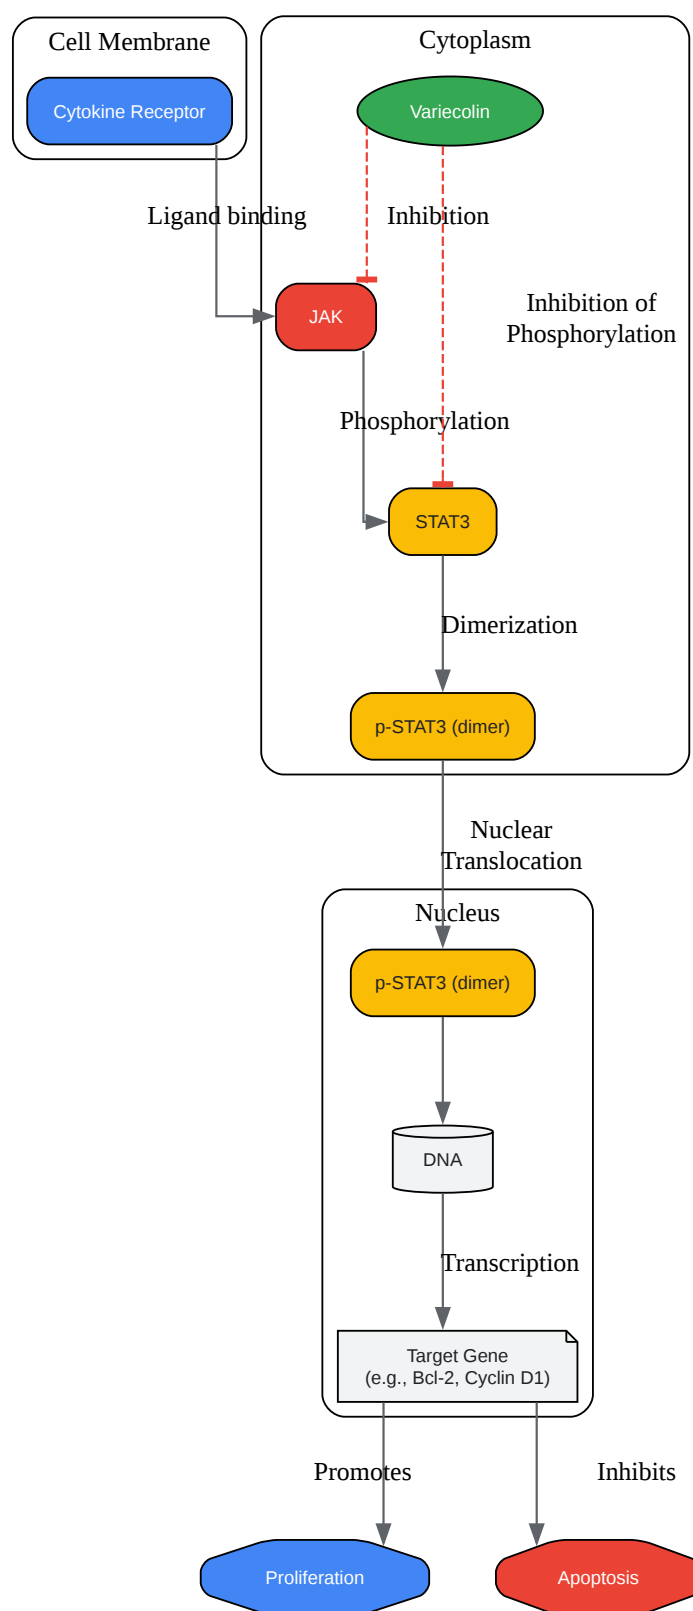 Cell Membrane
Cytoplasm
Cytokine Receptor
Variecolin
Ligand binding
Inhibition
Inhibition of
Phosphorylation
JAK
Phosphorylation
STAT3
Dimerization
p-STAT3 (dimer)
Nuclear
Translocation
Nucleus
p-STAT3 (dimer)
DNA
Transcription
Target Gene
(e.g., Bcl-2, Cyclin D1)
Promotes
Inhibits
Proliferation
Apoptosis